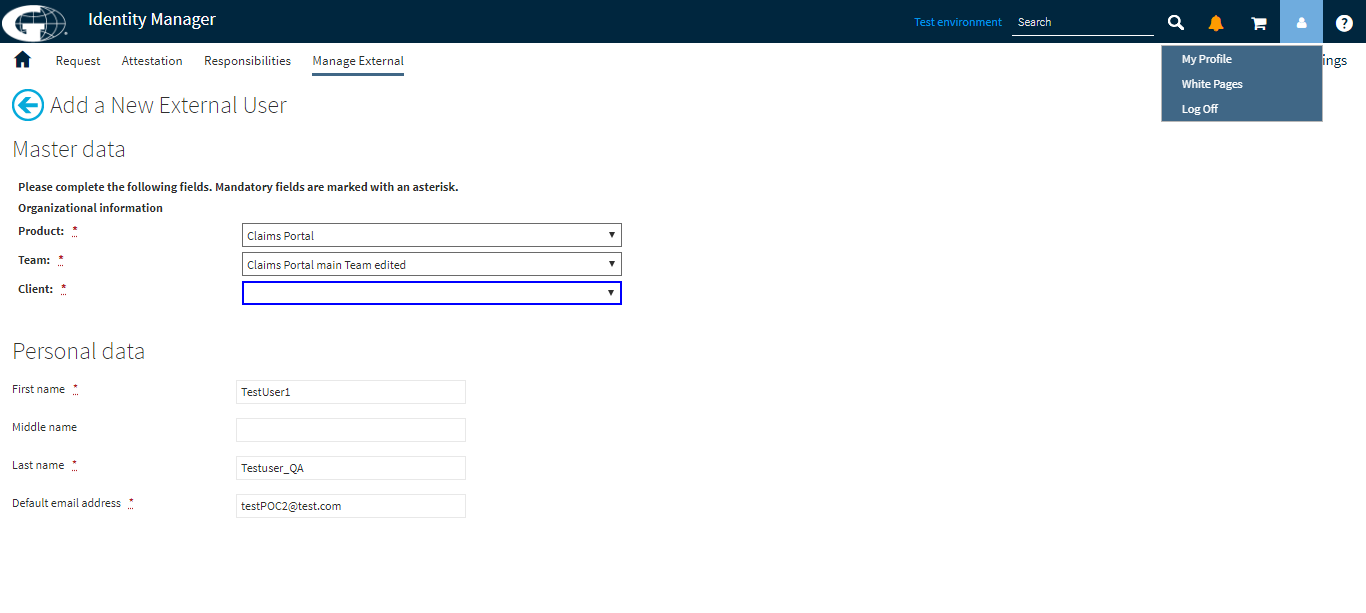 Identity Manager
Test environment
Search
Request Attestation Responsibilities Manage External
My Profile
White Pages
Log Off
Add a New External User
Master data
Please complete the following fields. Mandatory fields are marked with an asterisk.
Organizational information
Product: * Claims Portal
Team: * Claims Portal main Team edited
Client: *
Personal data
First name * TestUser1
Middle name
Last name * Testuser_QA
Default email address * testPOC2@test.com